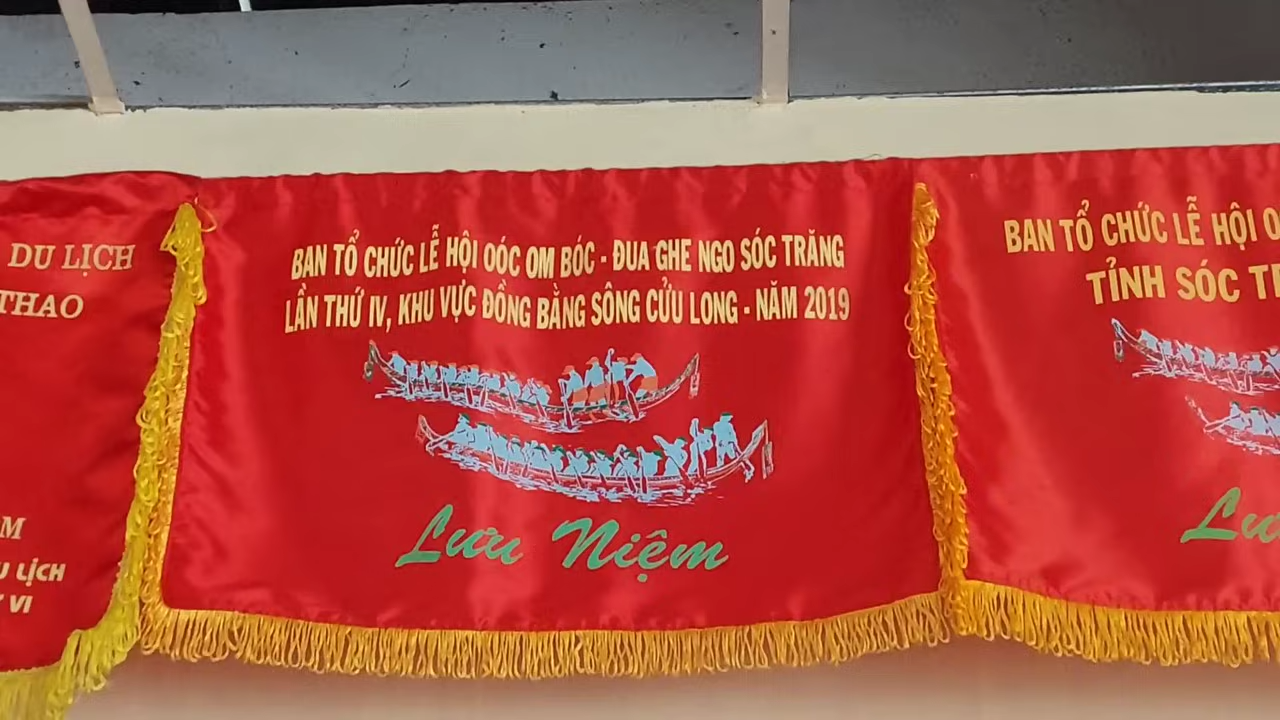 DU LỊCH
THAO
LỊCH
VI
BAN TỔ CHỨC LỄ HỘI OÓC OM BÓC - ĐUA GHE NGO SÓC TRĂNG
LẦN THỨ IV, KHU VỰC ĐỒNG BẰNG SÔNG CỬU LONG - NĂM 2019
Lưu Niệm
BAN TỔ CHỨC LỄ HỘI
TỈNH SÓC